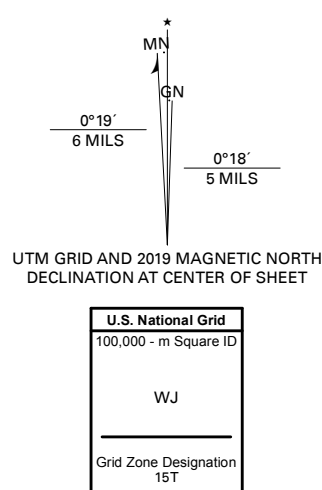 ★
MN
GN
0°19´
6 MILS
0°18´
5 MILS
UTM GRID AND 2019 MAGNETIC NORTH
DECLINATION AT CENTER OF SHEET
U.S. National Grid
100,000 - m Square ID
WJ
Grid Zone Designation
15T